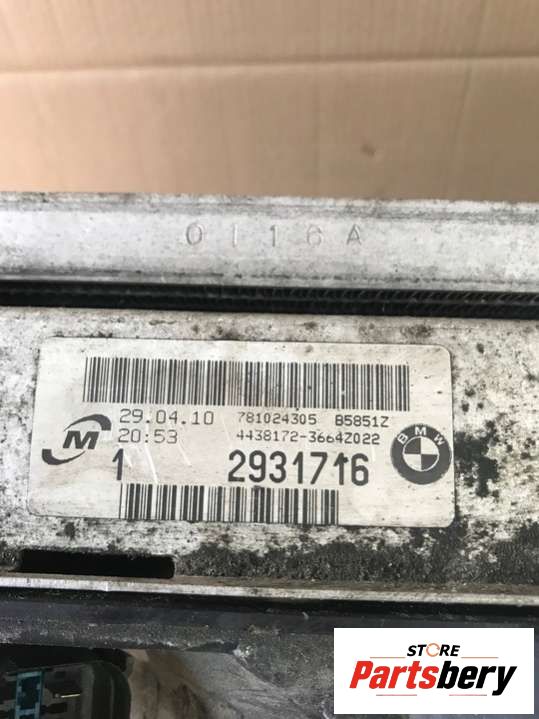 0116A
29.04.10 781024305 B5851Z
20:53 4438172-3664Z022
M
BMW
1 2931716
STORE
Partsbery